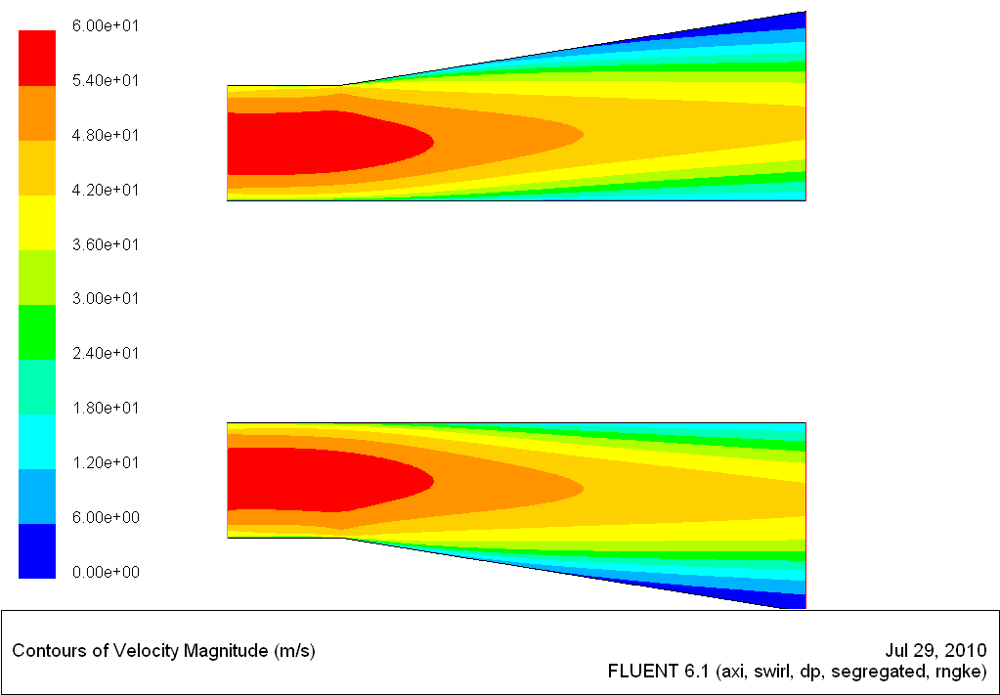 6.00e+01
5.40e+01
4.80e+01
4.20e+01
3.60e+01
3.00e+01
2.40e+01
1.80e+01
1.20e+01
6.00e+00
0.00e+00
Contours of Velocity Magnitude (m/s)
Jul 29, 2010
FLUENT 6.1 (axi, swirl, dp, segregated, rngke)